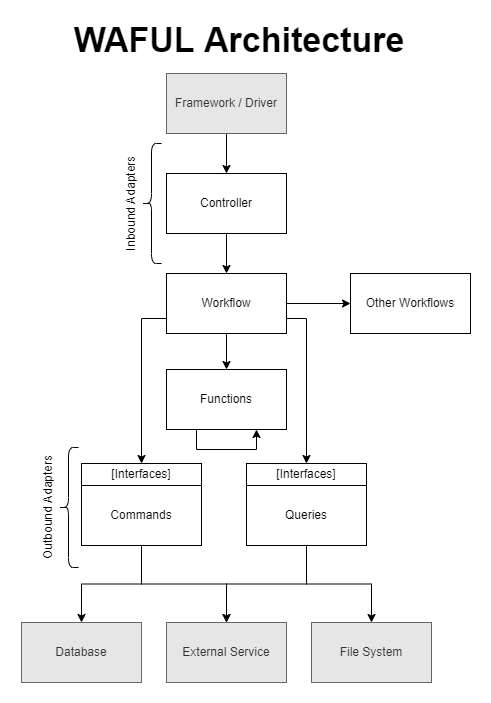 WAFUL Architecture
Framework / Driver
Inbound Adapters
Controller
Workflow
Other Workflows
Functions
Outbound Adapters
[Interfaces]
Commands
[Interfaces]
Queries
Database
External Service
File System